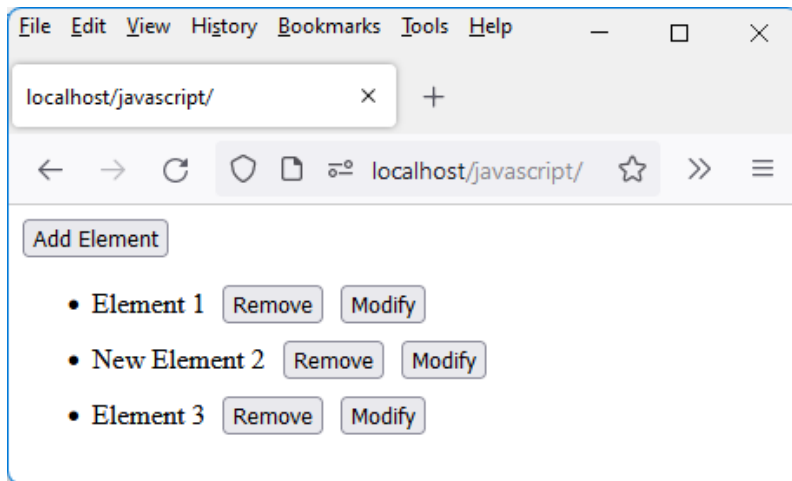 File Edit View History Bookmarks Tools Help
localhost/javascript/
localhost/javascript/
Add Element
• Element 1 Remove Modify
• New Element 2 Remove Modify
• Element 3 Remove Modify